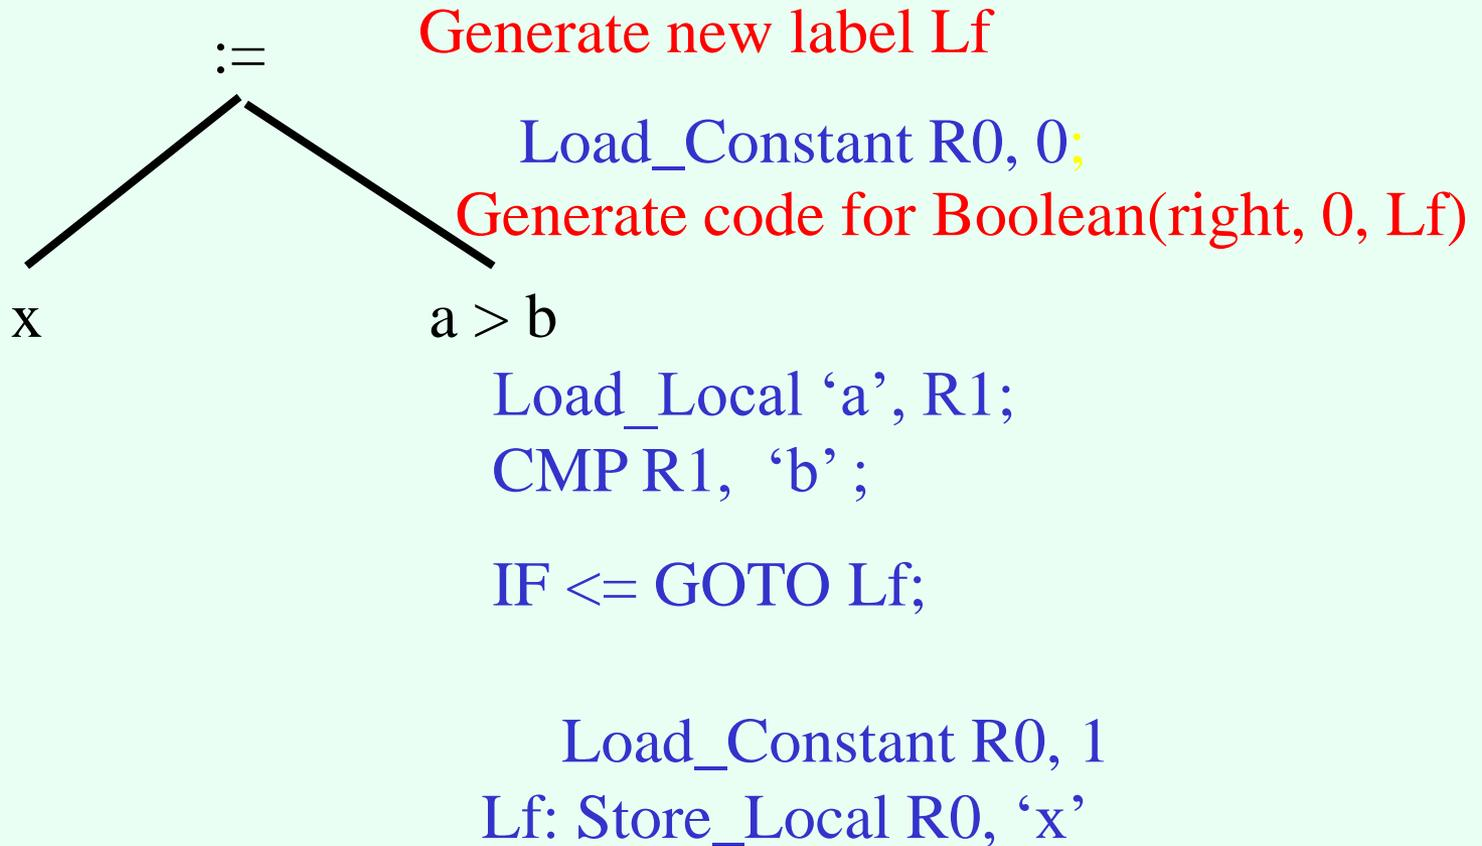 Generate new label Lf
:=
Load_Constant R0, 0;
Generate code for Boolean(right, 0, Lf)
x
a > b
Load_Local ‘a’, R1;
CMP R1, ‘b’ ;
IF <= GOTO Lf;
Load_Constant R0, 1
Lf: Store_Local R0, ‘x’